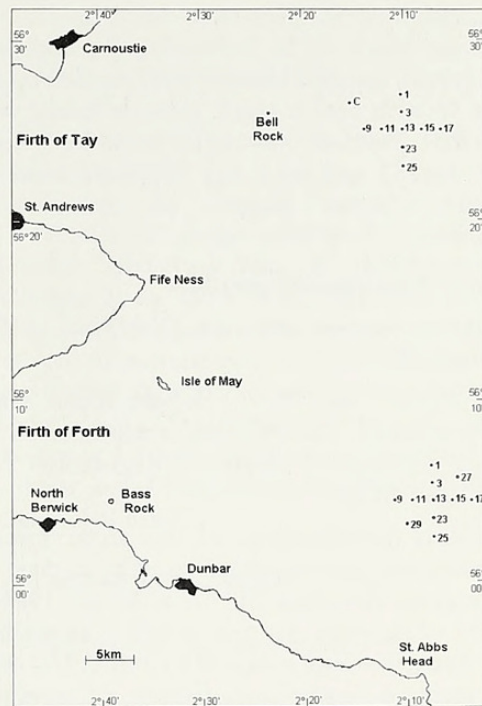 2°|40' 2°|30' 2°|20' 2°|10'
56°
30'
56°
30'
Carnoustie
C
1
3
Bell
Rock
9 11 13 15 17
Firth of Tay
23
25
St. Andrews
56°
20'
56°
20'
Fife Ness
Isle of May
56°
10'
56°
10'
Firth of Forth
1
27
3
North
Berwick
Bass
Rock
9 11 13 15 17
29
23
25
Dunbar
56°
00'
56°
00'
St. Abbs
Head
5km
2°|40' 2°|30' 2°|20' 2°|10'